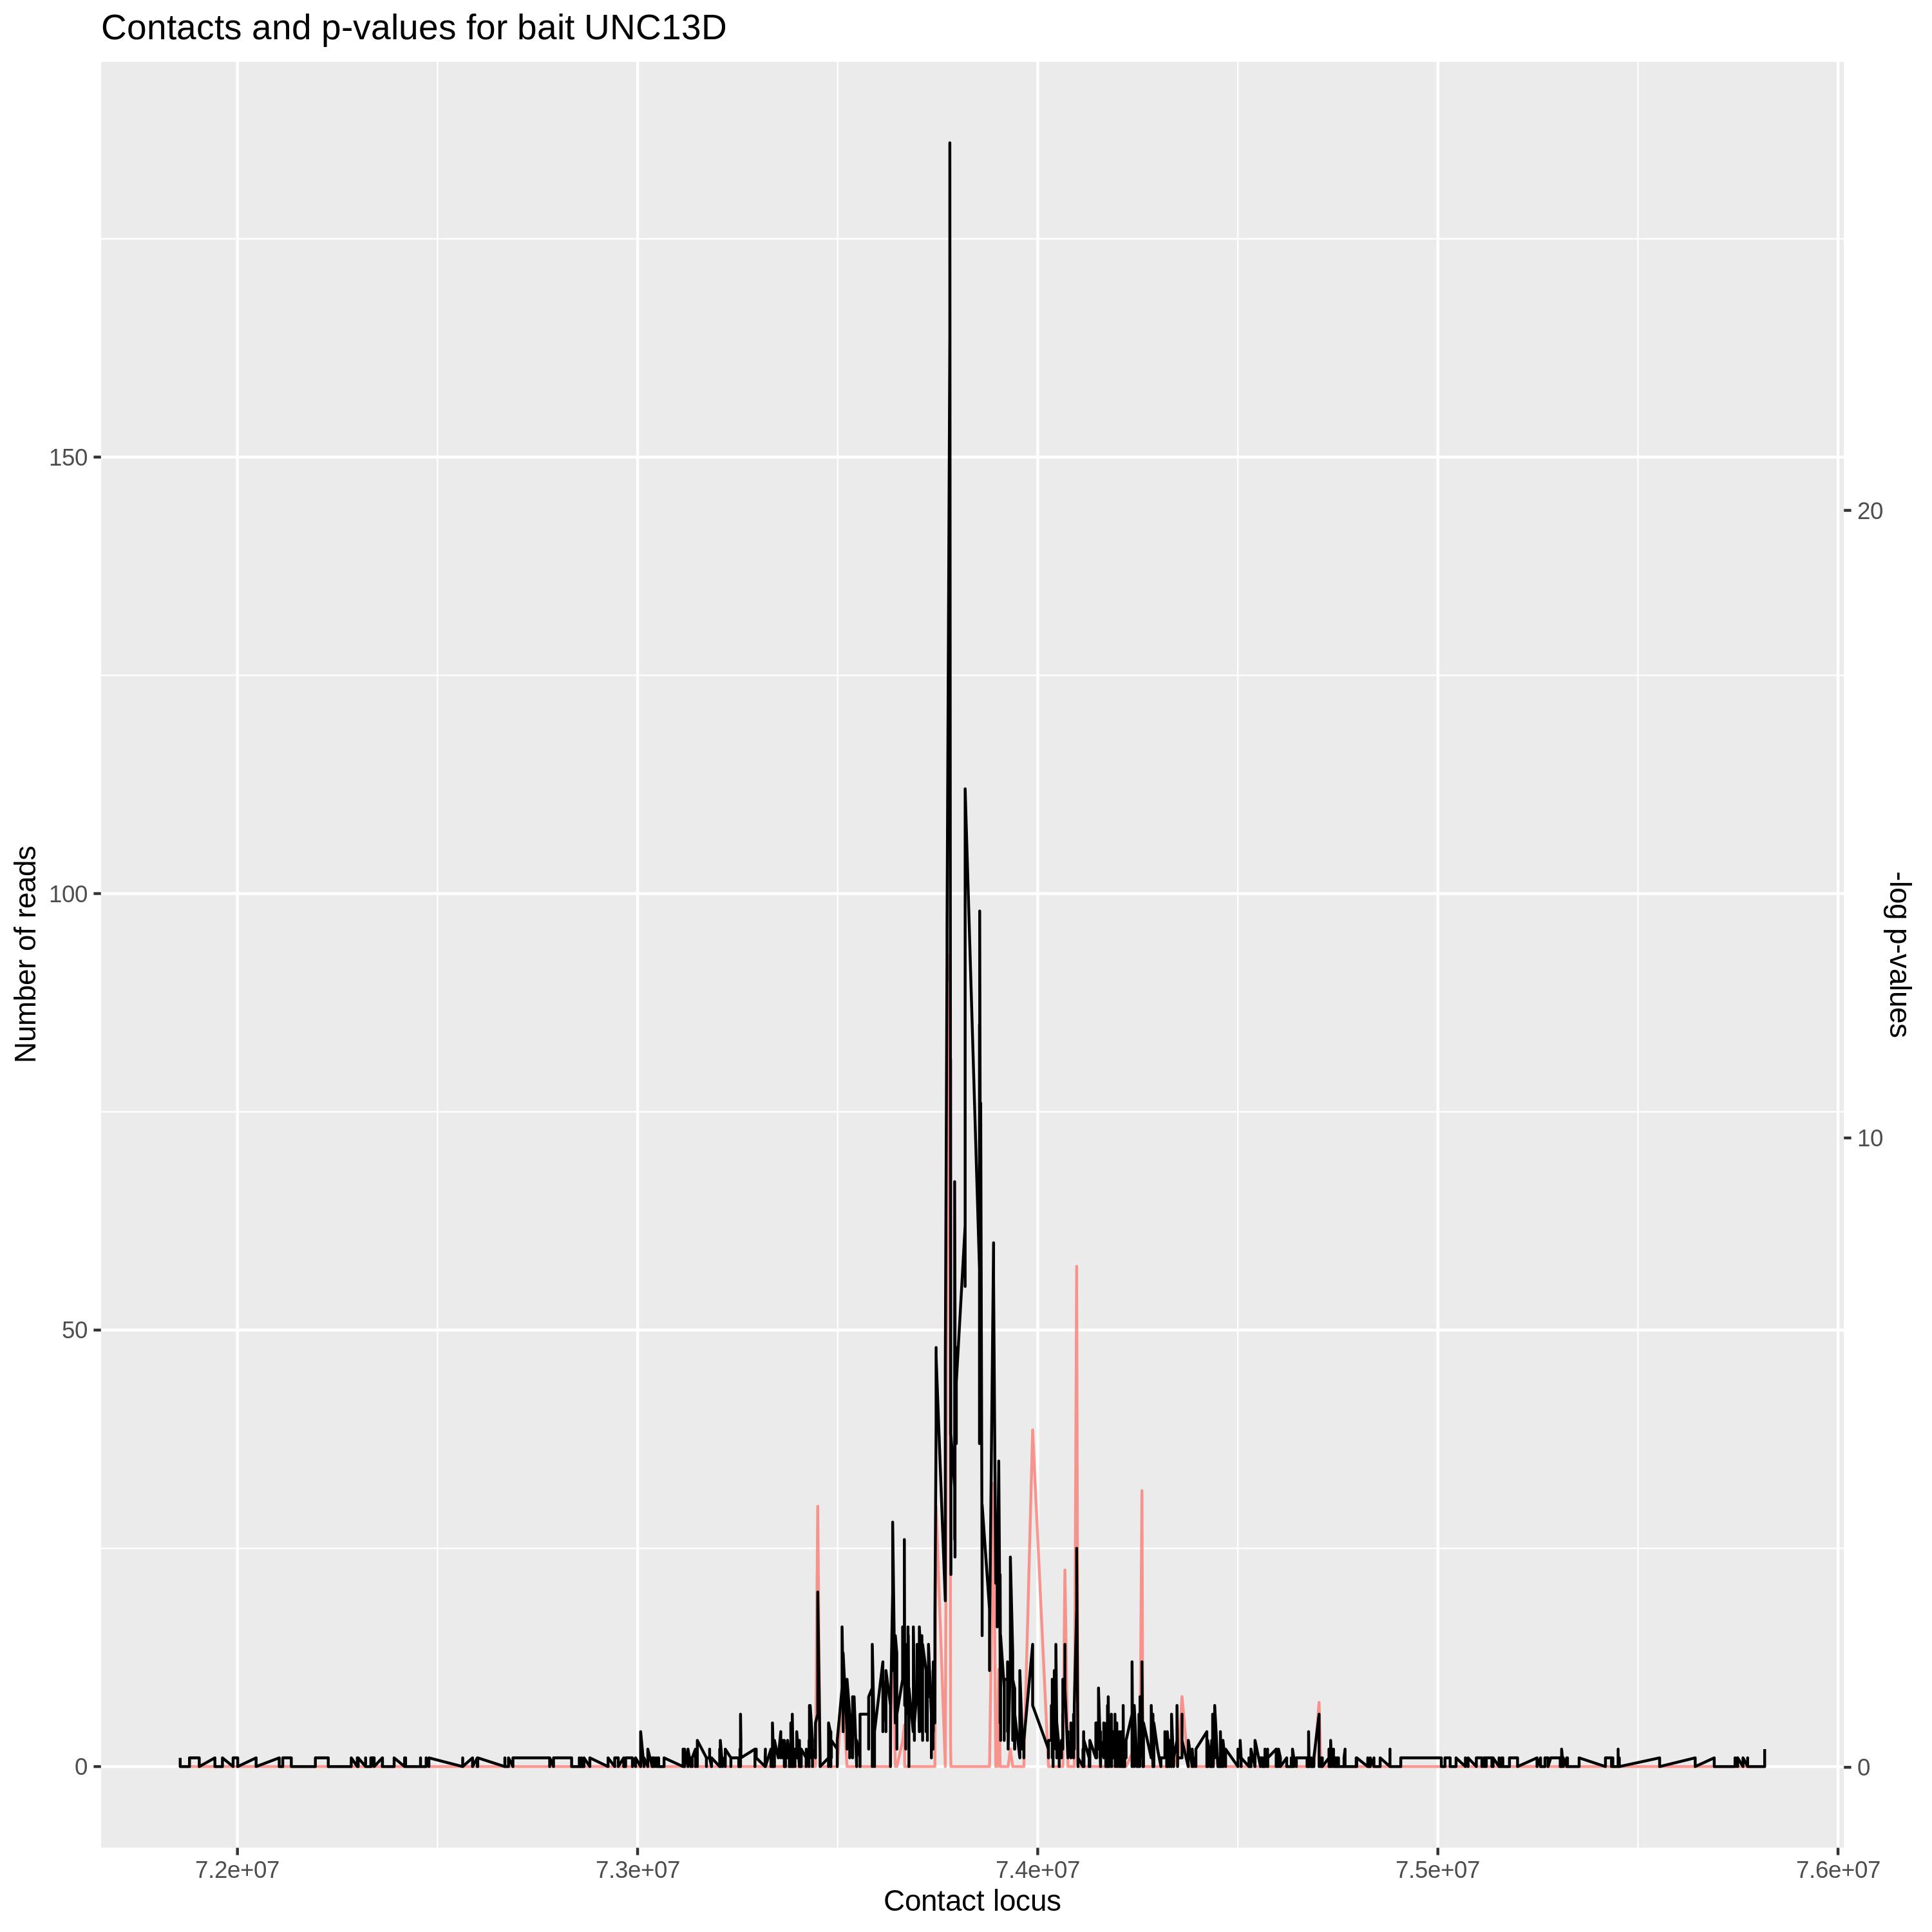 Contacts and p-values for bait UNC13D
Number of reads
150
100
50
0
20
10
0
-log p-values
7.2e+07
7.3e+07
7.4e+07
7.5e+07
7.6e+07
Contact locus